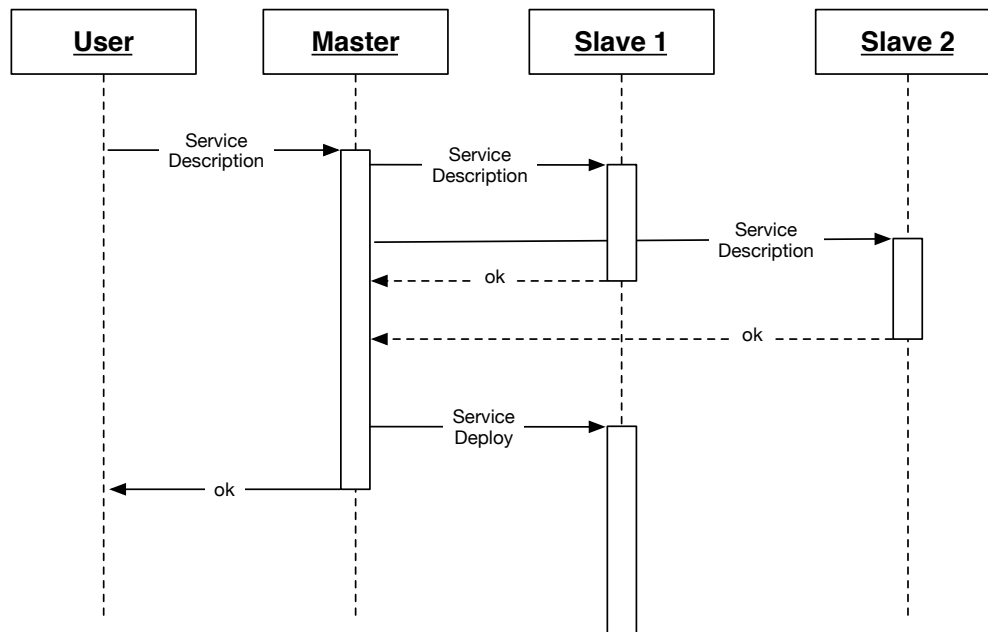 User
Master
Slave 1
Slave 2
Service
Description
Service
Description
Service
Description
ok
ok
Service
Deploy
ok